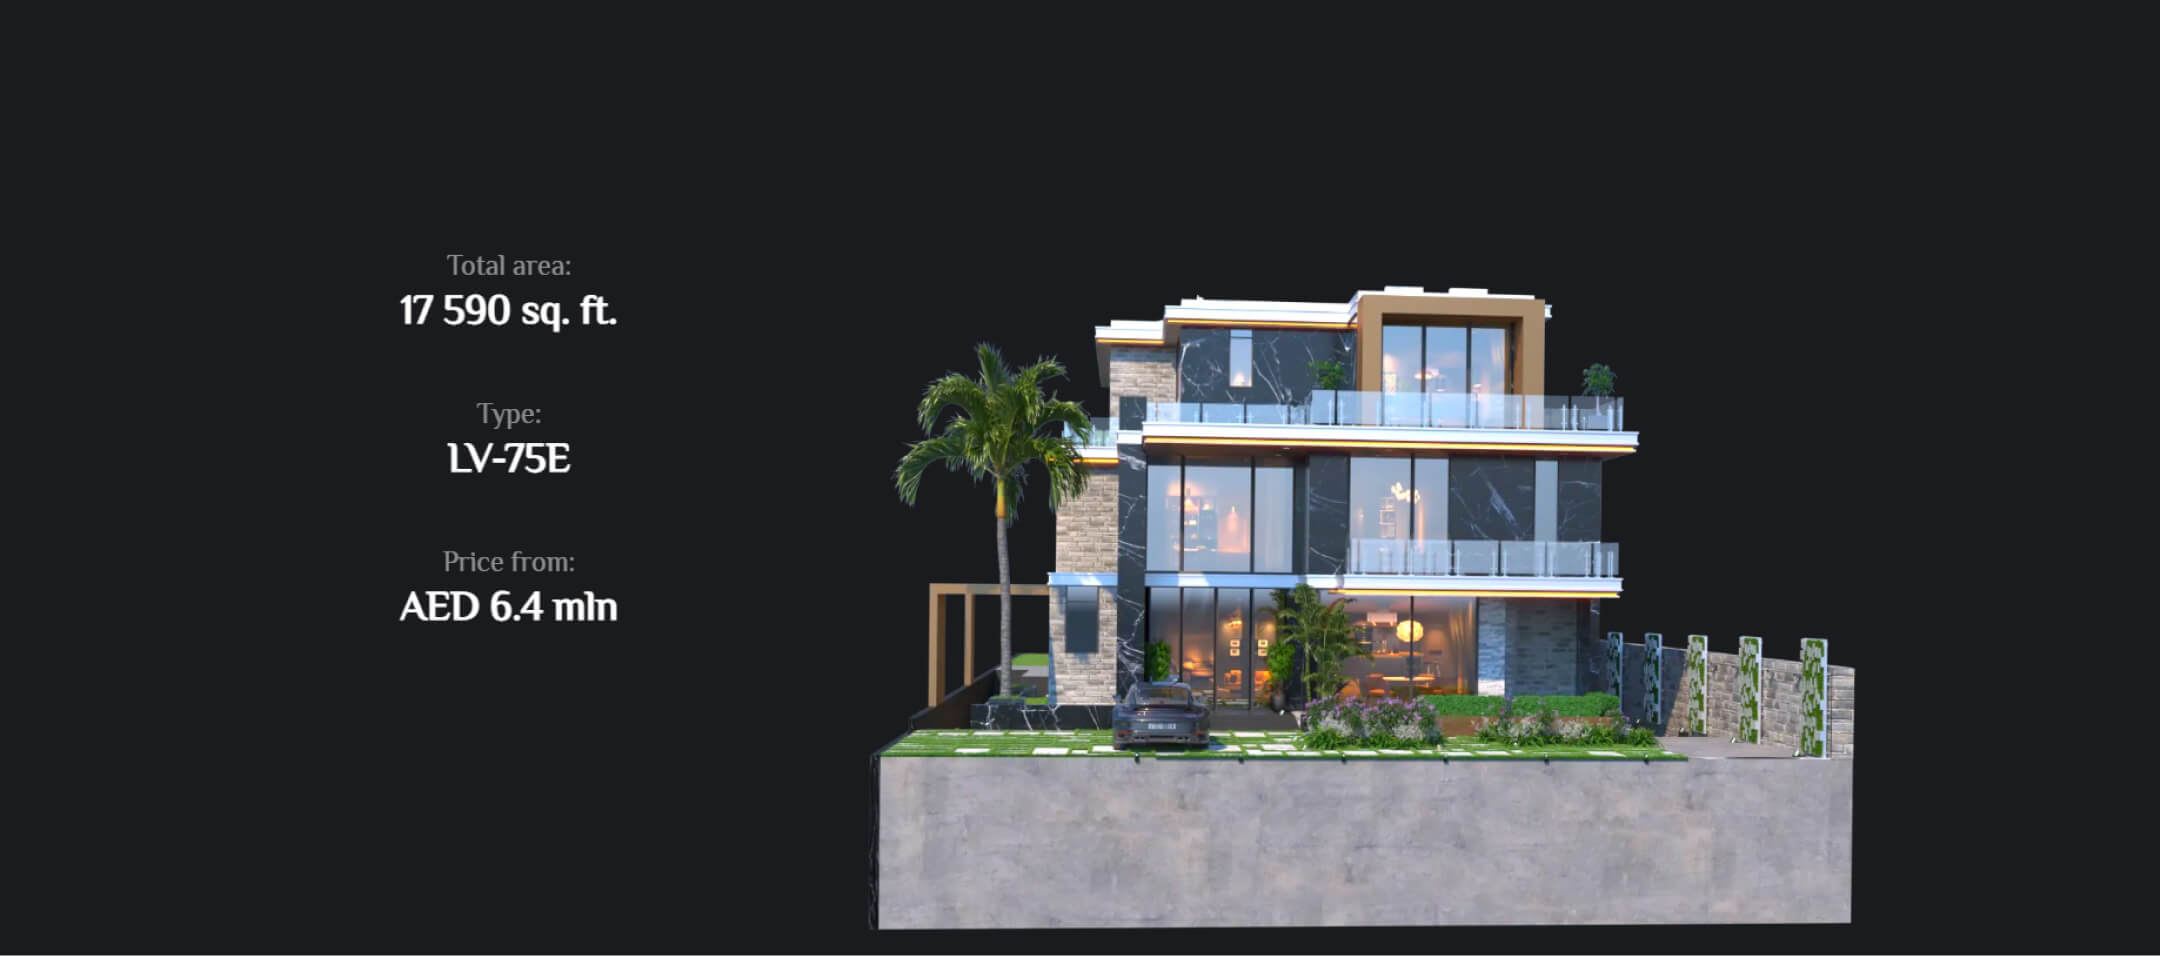 Total area:
17 590 sq. ft.
Type:
LV-75E
Price from:
AED 6.4 mln